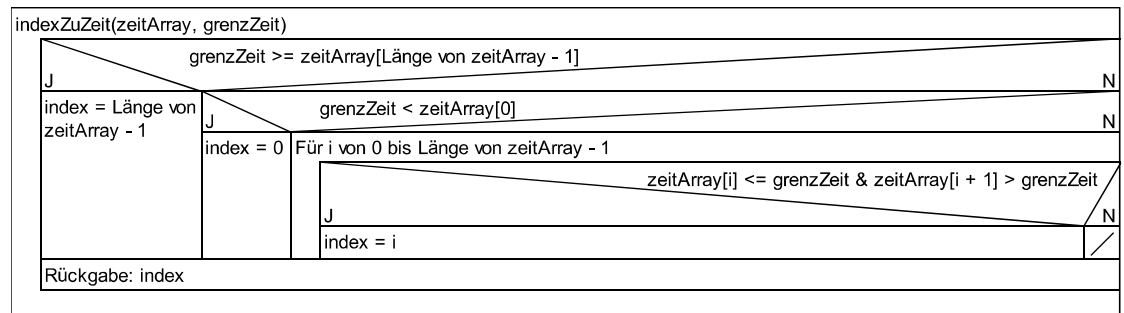 indexZuZeit(zeitArray, grenzZeit)
grenzZeit >= zeitArray[Länge von zeitArray - 1]
J
N
index = Länge von
zeitArray - 1
grenzZeit < zeitArray[0]
J
N
index = 0
Für i von 0 bis Länge von zeitArray - 1
zeitArray[i] <= grenzZeit & zeitArray[i + 1] > grenzZeit
J
N
index = i
Rückgabe: index